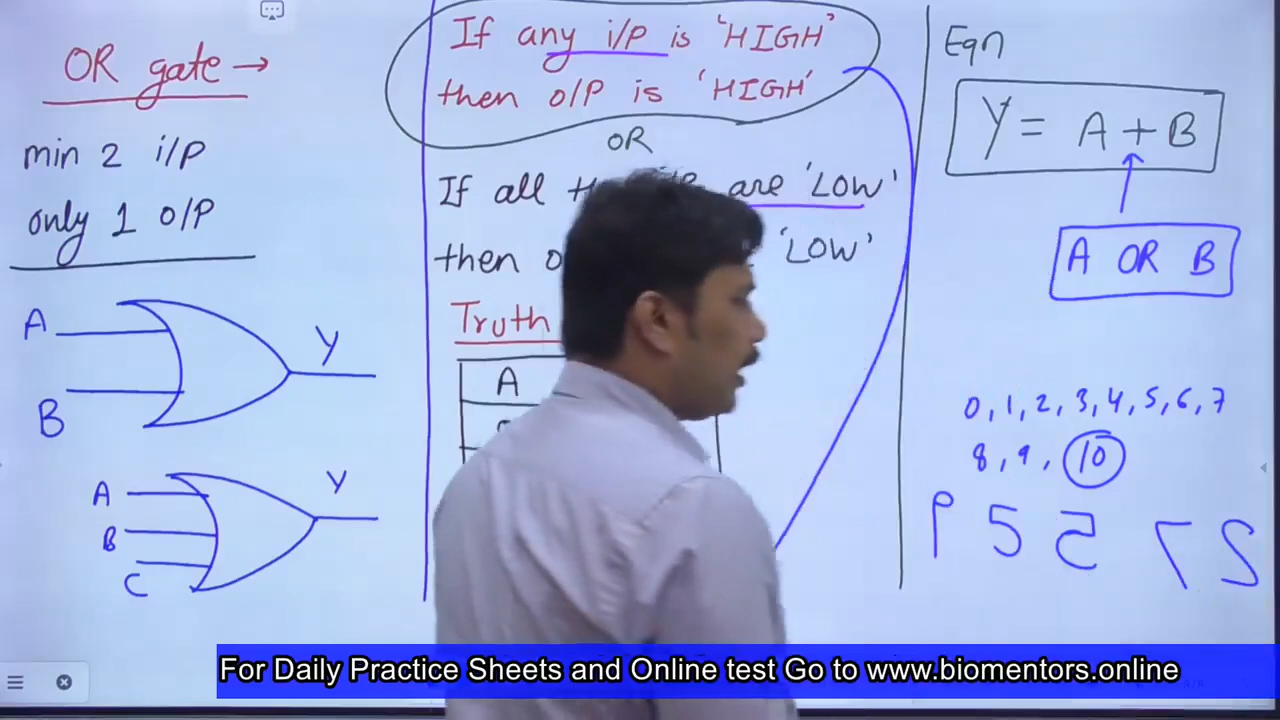 OR gate →
min 2 i/P
only 1 o/P
A
B
Y
A
B
C
Y
If any i/P is 'HIGH'
then o/P is 'HIGH'
OR
If all are 'LOW'
then 'LOW'
Truth
A
Eqn
Y = A + B
A OR B
0, 1, 2, 3, 4, 5, 6, 7
8, 9, 10
For Daily Practice Sheets and Online test Go to www.biomentors.online